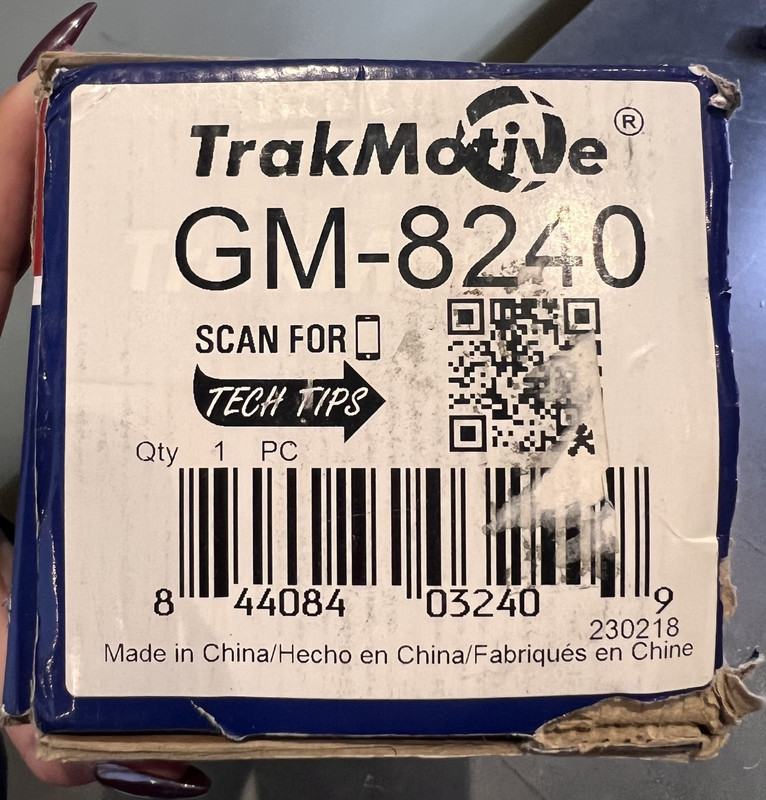 TrakMotive®
GM-8240
SCAN FOR
TECH TIPS
Qty 1 PC
8 44084 03240 9
230218
Made in China/Hecho en China/Fabriqués en Chine